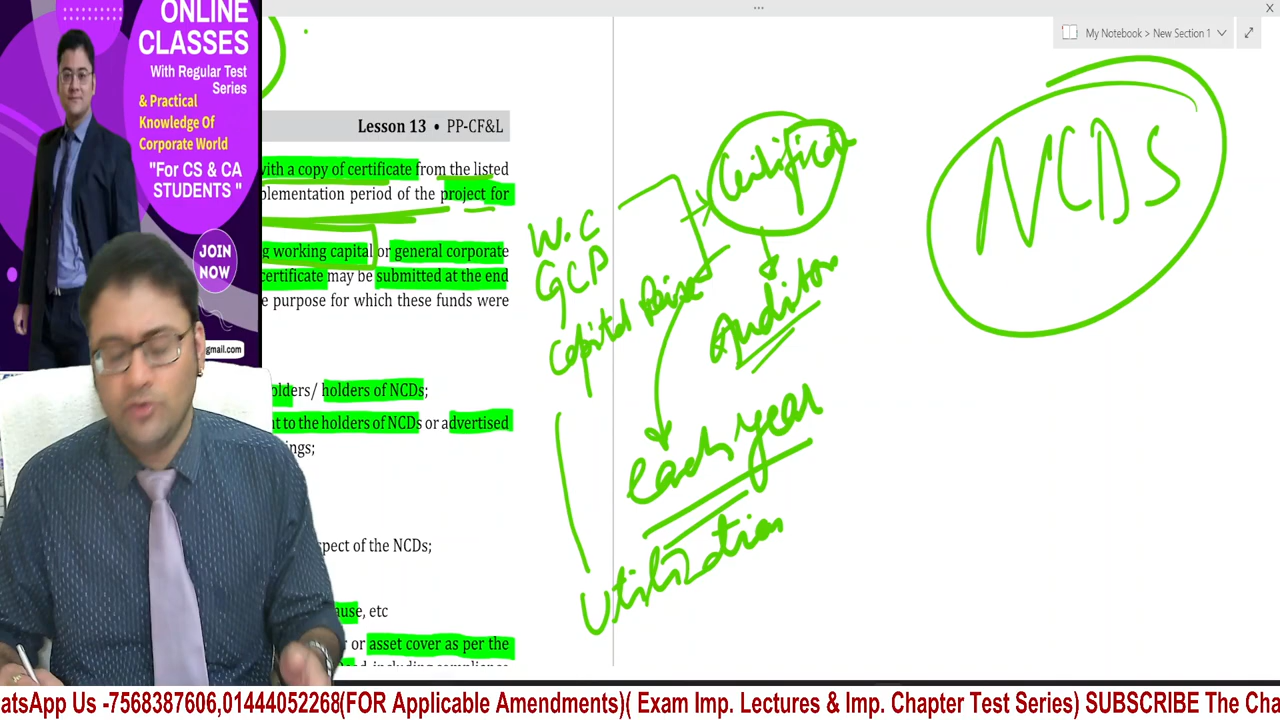 ONLINE
CLASSES
With Regular Test
Series
& Practical
Knowledge Of
Corporate World
"For CS & CA
STUDENTS "
JOIN
NOW
gmail.com
My Notebook > New Section 1
Lesson 13 • PP-CF&L
with a copy of certificate from the listed
plementation period of the project for
g working capital or general corporate
certificate may be submitted at the end
e purpose for which these funds were
olders/ holders of NCDs;
t to the holders of NCDs or advertised
ings;
spect of the NCDs;
ause, etc
r or asset cover as per the
including compliance
W.C
GCP
Capital Raised
Certificate
Auditor
each year
Utilization
NCDS
atsApp Us -7568387606,01444052268(FOR Applicable Amendments)( Exam Imp. Lectures & Imp. Chapter Test Series) SUBSCRIBE The Cha